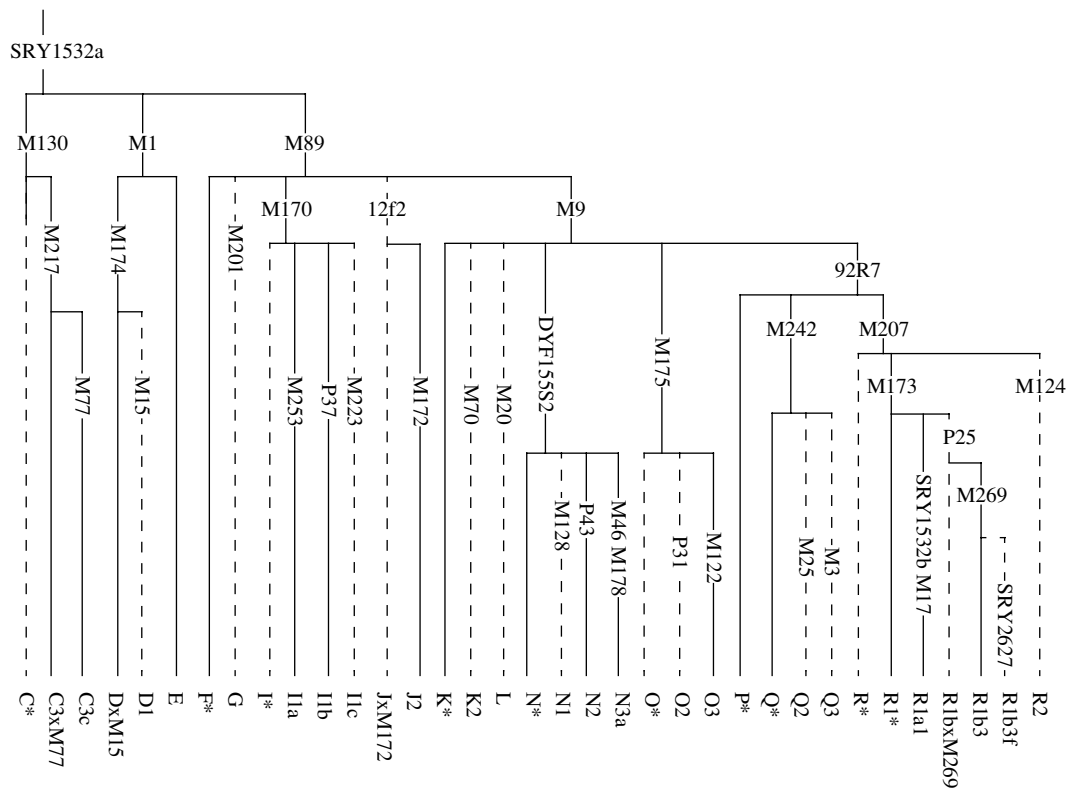 SRY1532a
M130
M1
M89
M170
12f2
M9
M217
M174
M201
92R7
M242
M207
DYF155S2
M175
M77
M15
M253
P37
M223
M172
M70
M20
M173
M124
P25
M269
SRY1532b M17
M128
P43
M46 M178
P31
M122
M25
M3
SRY2627
C*
C3xM77
C3c
DxM15
D1
E
F*
G
I*
I1a
I1b
I1c
JxM172
J2
K*
K2
L
N*
N1
N2
N3a
O*
O2
O3
P*
Q*
Q2
Q3
R*
R1*
R1a1
R1bxM269
R1b3
R1b3f
R2